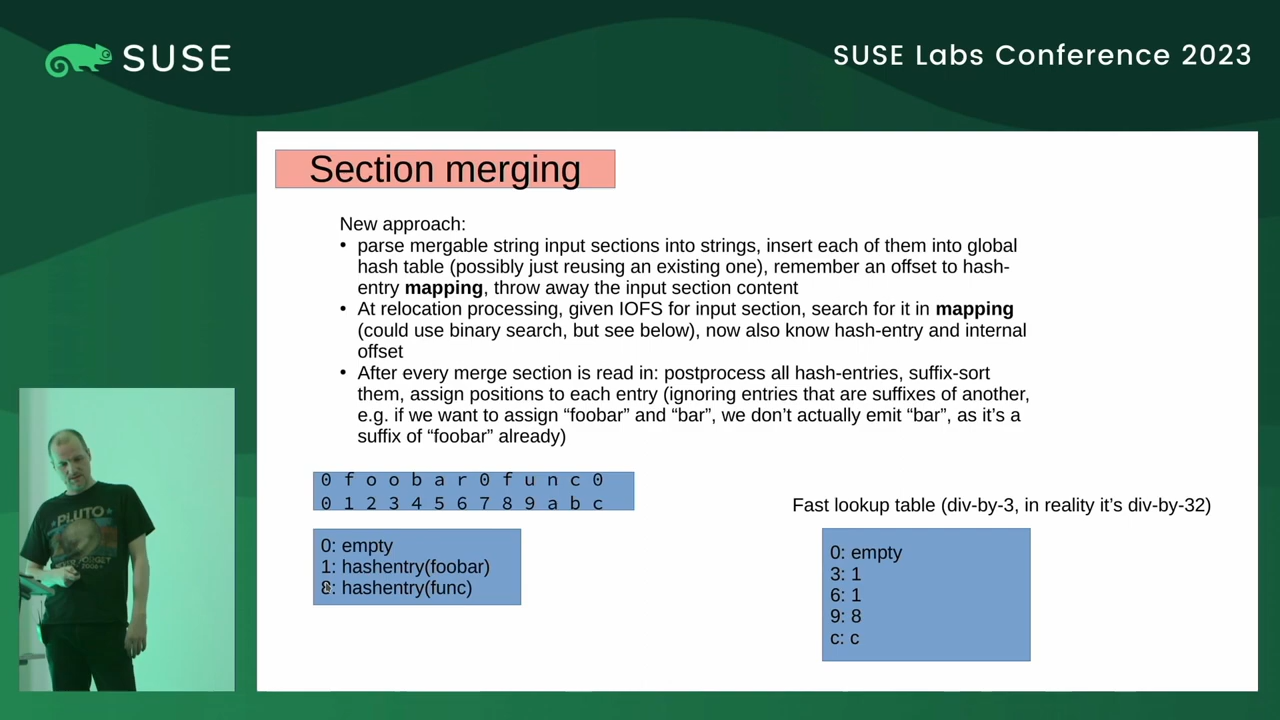 SUSE
SUSE Labs Conference 2023
Section merging
New approach:
• parse mergable string input sections into strings, insert each of them into global
hash table (possibly just reusing an existing one), remember an offset to hash-
entry mapping, throw away the input section content
• At relocation processing, given IOFS for input section, search for it in mapping
(could use binary search, but see below), now also know hash-entry and internal
offset
• After every merge section is read in: postprocess all hash-entries, suffix-sort
them, assign positions to each entry (ignoring entries that are suffixes of another,
e.g. if we want to assign “foobar” and “bar”, we don’t actually emit “bar”, as it’s a
suffix of “foobar” already)
0 f o o b a r 0 f u n c 0
0 1 2 3 4 5 6 7 8 9 a b c
0: empty
1: hashentry(foobar)
8: hashentry(func)
Fast lookup table (div-by-3, in reality it’s div-by-32)
0: empty
3: 1
6: 1
9: 8
c: c
PLUTO
2006